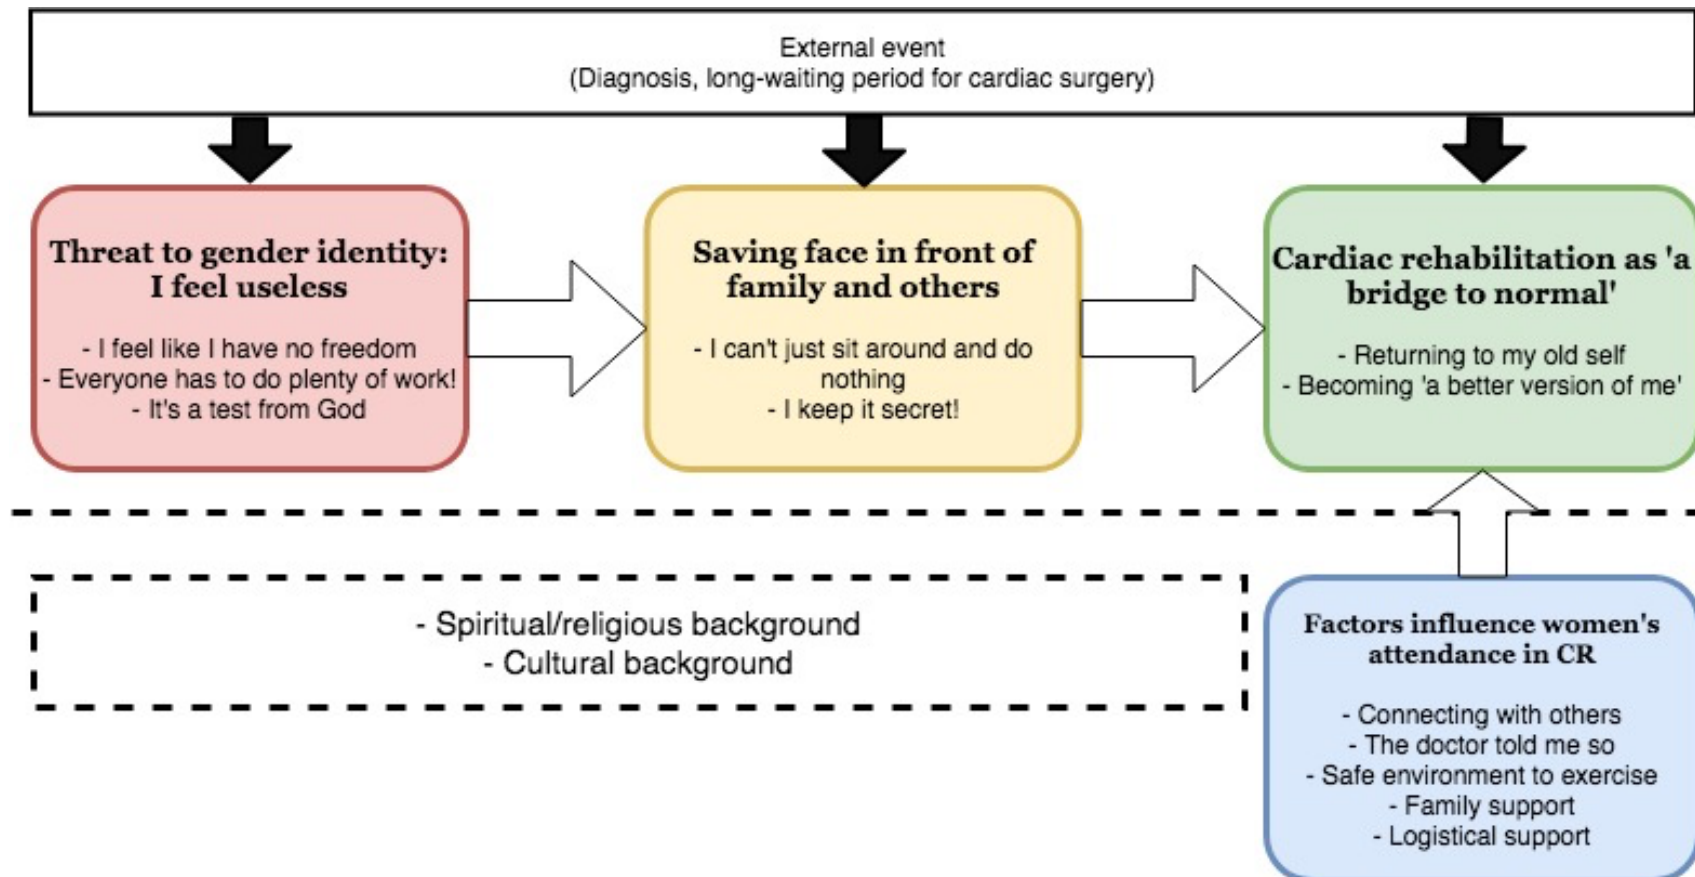 External event
(Diagnosis, long-waiting period for cardiac surgery)
Threat to gender identity:
I feel useless
- I feel like I have no freedom
- Everyone has to do plenty of work!
- It's a test from God
Saving face in front of
family and others
- I can't just sit around and do
nothing
- I keep it secret!
Cardiac rehabilitation as 'a
bridge to normal'
- Returning to my old self
- Becoming 'a better version of me'
- Spiritual/religious background
- Cultural background
Factors influence women's
attendance in CR
- Connecting with others
- The doctor told me so
- Safe environment to exercise
- Family support
- Logistical support